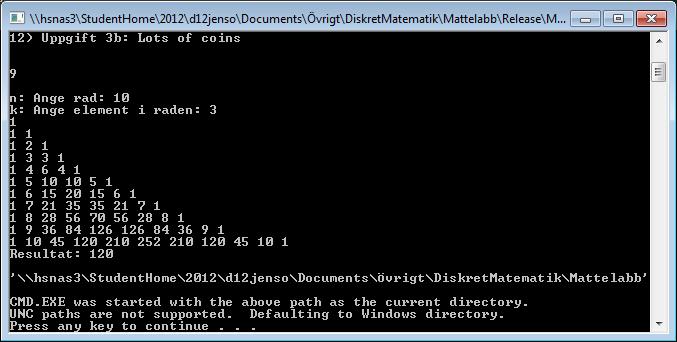 \\hsnas3\StudentHome\2012\d12jenso\Documents\Övrigt\DiskretMatematik\Mattelabb\Release\M...
12) Uppgift 3b: Lots of coins
9
n: Ange rad: 10
k: Ange element i raden: 3
1
1 1
1 2 1
1 3 3 1
1 4 6 4 1
1 5 10 10 5 1
1 6 15 20 15 6 1
1 7 21 35 35 21 7 1
1 8 28 56 70 56 28 8 1
1 9 36 84 126 126 84 36 9 1
1 10 45 120 210 252 210 120 45 10 1
Resultat: 120
'\\hsnas3\StudentHome\2012\d12jenso\Documents\övrigt\DiskretMatematik\Mattelabb'
CMD.EXE was started with the above path as the current directory.
UNC paths are not supported.  Defaulting to Windows directory.
Press any key to continue . . .